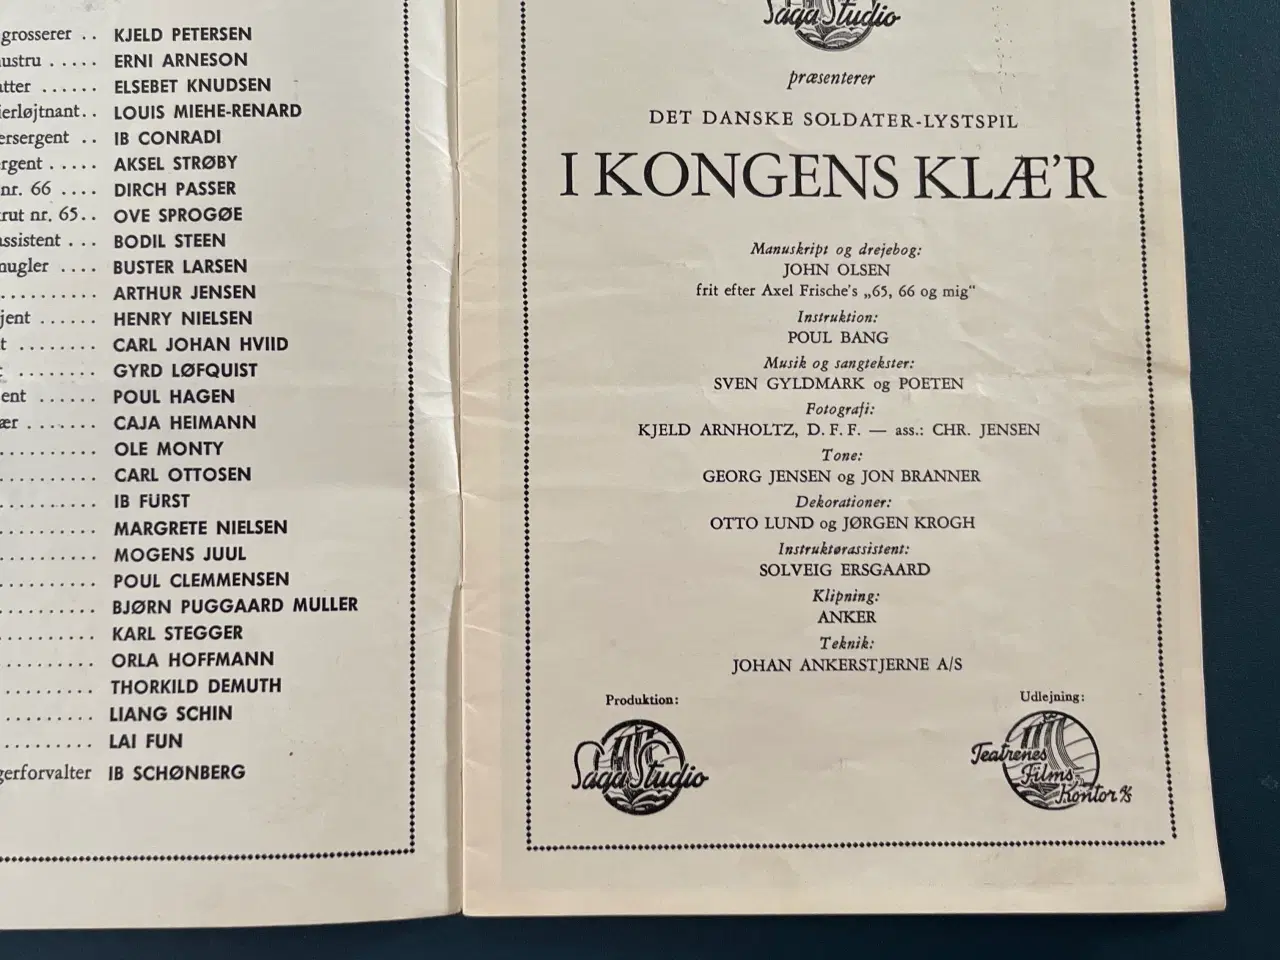 grosserer .. KJELD PETERSEN
ustru ..... ERNI ARNESON
tter ...... ELSEBET KNUDSEN
ierløjtnant.. LOUIS MIEHE-RENARD
ersergent .. IB CONRADI
rgent ..... AKSEL STRØBY
nr. 66 .... DIRCH PASSER
rut nr. 65.. OVE SPROGØE
assistent ... BODIL STEEN
nugler .... BUSTER LARSEN
.......... ARTHUR JENSEN
jent ...... HENRY NIELSEN
t ........ CARL JOHAN HVIID
........ GYRD LØFQUIST
ent ...... POUL HAGEN
ær ....... CAJA HEIMANN
.......... OLE MONTY
.......... CARL OTTOSEN
.......... IB FURST
.......... MARGRETE NIELSEN
.......... MOGENS JUUL
.......... POUL CLEMMENSEN
.......... BJØRN PUGGAARD MULLER
.......... KARL STEGGER
.......... ORLA HOFFMANN
.......... THORKILD DEMUTH
.......... LIANG SCHIN
.......... LAI FUN
gerforvalter IB SCHØNBERG
Saga Studio
præsenterer
DET DANSKE SOLDATER-LYSTSPIL
I KONGENS KLÆ'R
Manuskript og drejebog:
JOHN OLSEN
frit efter Axel Frische's „65, 66 og mig"
Instruktion:
POUL BANG
Musik og sangtekster:
SVEN GYLDMARK og POETEN
Fotografi:
KJELD ARNHOLTZ, D. F. F. — ass.: CHR. JENSEN
Tone:
GEORG JENSEN og JON BRANNER
Dekorationer:
OTTO LUND og JØRGEN KROGH
Instruktørassistent:
SOLVEIG ERSGAARD
Klipning:
ANKER
Teknik:
JOHAN ANKERSTJERNE A/S
Produktion:
Saga Studio
Udlejning:
Teatrenes
Films-
Kontor A/S